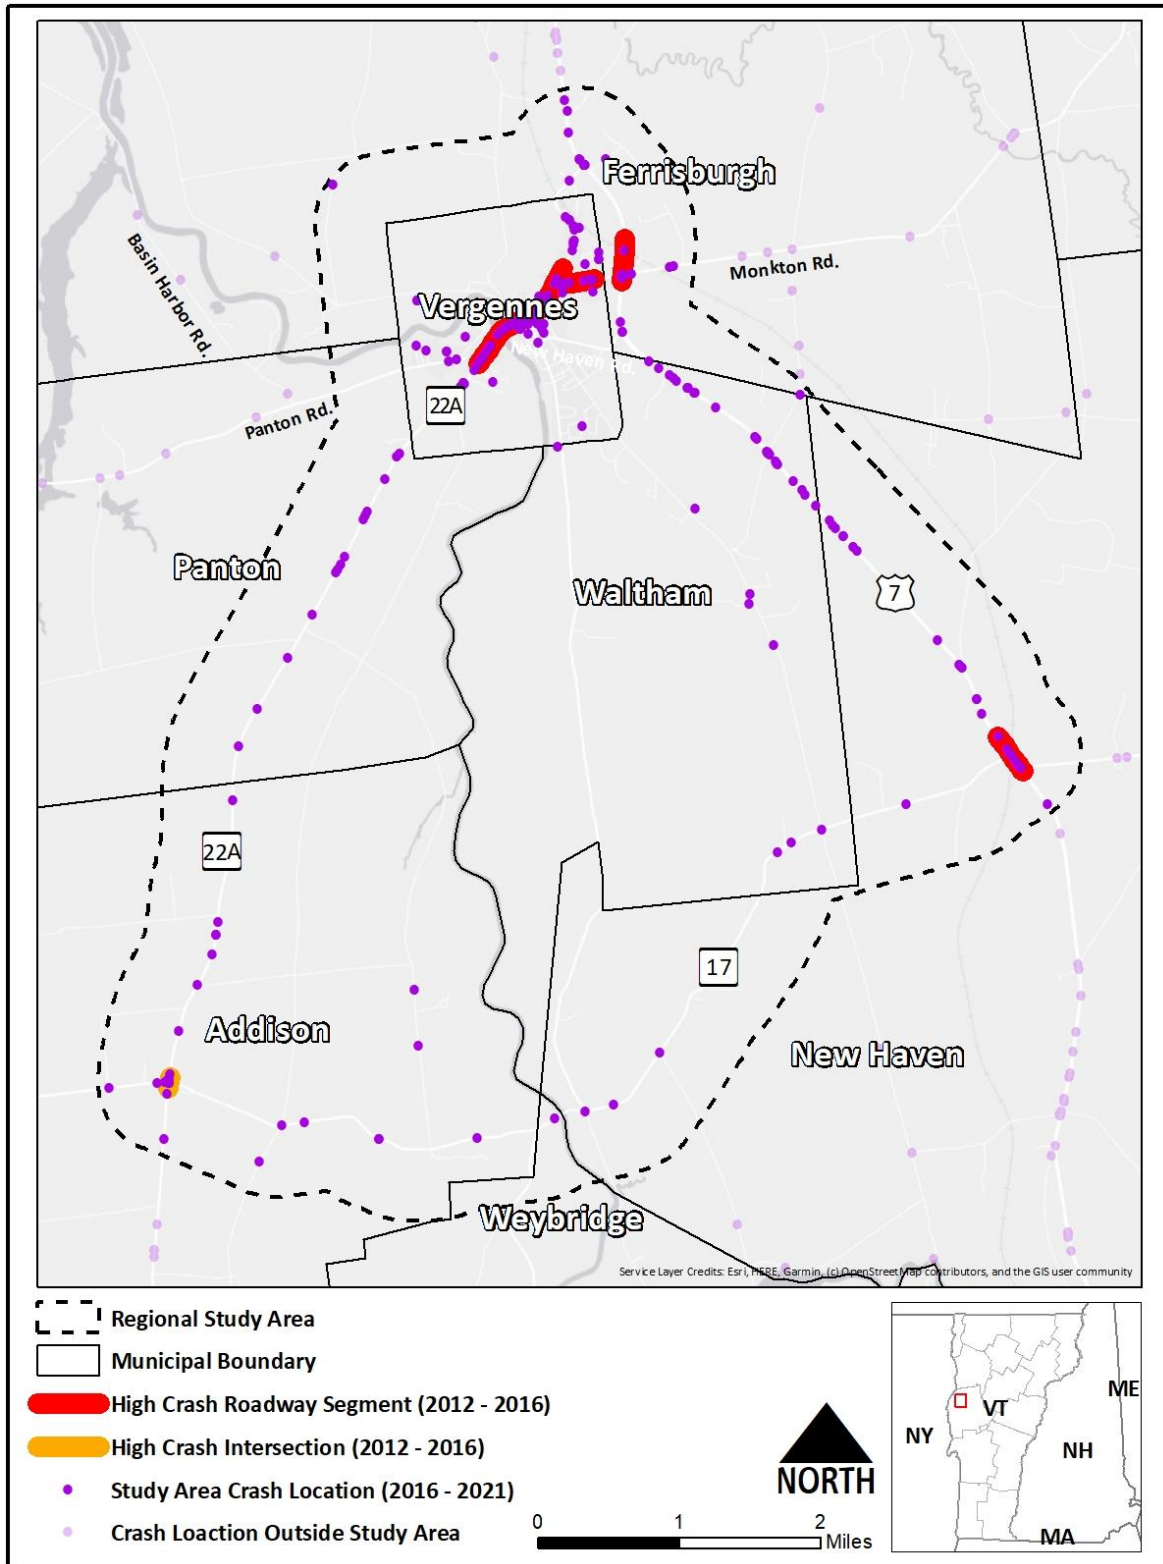 Ferrisburgh
Monkton Rd.
Basin Harbor Rd.
Vergennes
New Haven Rd.
22A
Panton Rd.
Panton
Waltham
7
22A
17
Addison
New Haven
Weybridge
Service Layer Credits: Esri, HERE, Garmin, (c) OpenStreetMap contributors, and the GIS user community
Regional Study Area
Municipal Boundary
High Crash Roadway Segment (2012 - 2016)
High Crash Intersection (2012 - 2016)
Study Area Crash Location (2016 - 2021)
Crash Loaction Outside Study Area
NORTH
0 1 2
Miles
ME
VT
NY
NH
MA